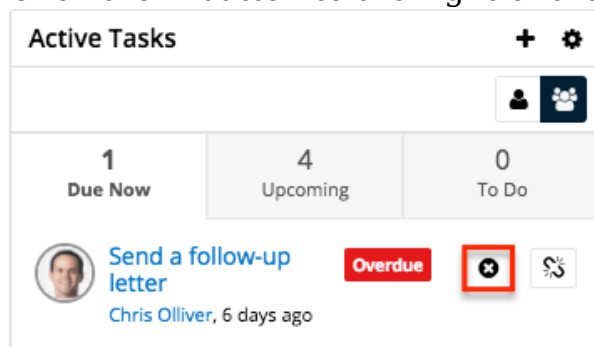 Active Tasks
1
Due Now
4
Upcoming
0
To Do
Send a follow-up
letter
Overdue
Chris Olliver, 6 days ago